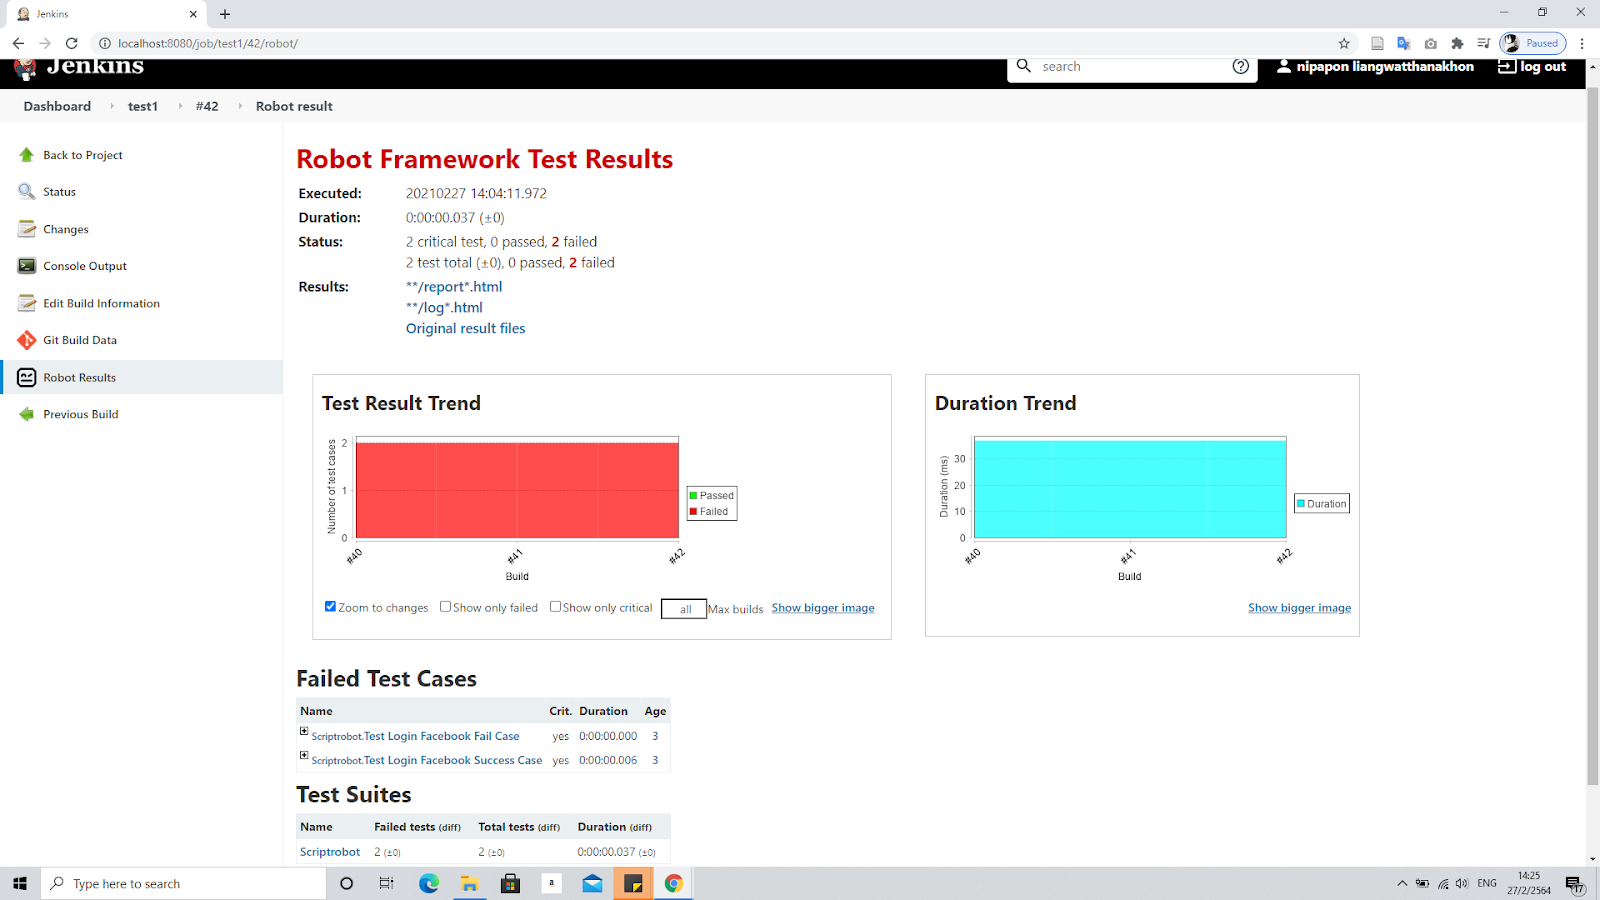 Jenkins
localhost:8080/job/test1/42/robot/
Paused
Jenkins
search
nipapon liangwatthanakhon
log out
Dashboard
test1
#42
Robot result
Back to Project
Status
Changes
Console Output
Edit Build Information
Git Build Data
Robot Results
Previous Build
Robot Framework Test Results
Executed: 20210227 14:04:11.972
Duration: 0:00:00.037 (±0)
Status: 2 critical test, 0 passed, 2 failed
2 test total (±0), 0 passed, 2 failed
Results: **/report*.html
**/log*.html
Original result files
Test Result Trend
Number of test cases
2
1
0
#40
#41
#42
Build
Passed
Failed
Zoom to changes
Show only failed
Show only critical
all
Max builds
Show bigger image
Duration Trend
Duration (ms)
30
20
10
0
#40
#41
#42
Build
Duration
Show bigger image
Failed Test Cases
Name Crit. Duration Age
Scriptrobot.Test Login Facebook Fail Case yes 0:00:00.000 3
Scriptrobot.Test Login Facebook Success Case yes 0:00:00.006 3
Test Suites
Name Failed tests (diff) Total tests (diff) Duration (diff)
Scriptrobot 2 (±0) 2 (±0) 0:00:00.037 (±0)
Type here to search
a
ENG
14:25
27/2/2564
17